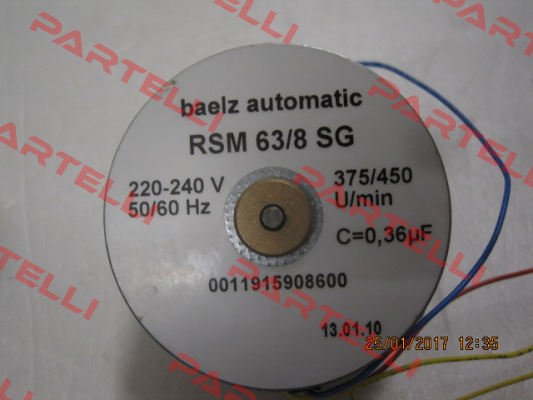 PARTELLI
PARTELLI
PARTELLI
baelz automatic
RSM 63/8 SG
220-240 V
50/60 Hz
375/450
U/min
C=0,36µF
0011915908600
13.01.10
25/01/2017 12:35
PARTELLI
PARTELLI
PARTELLI